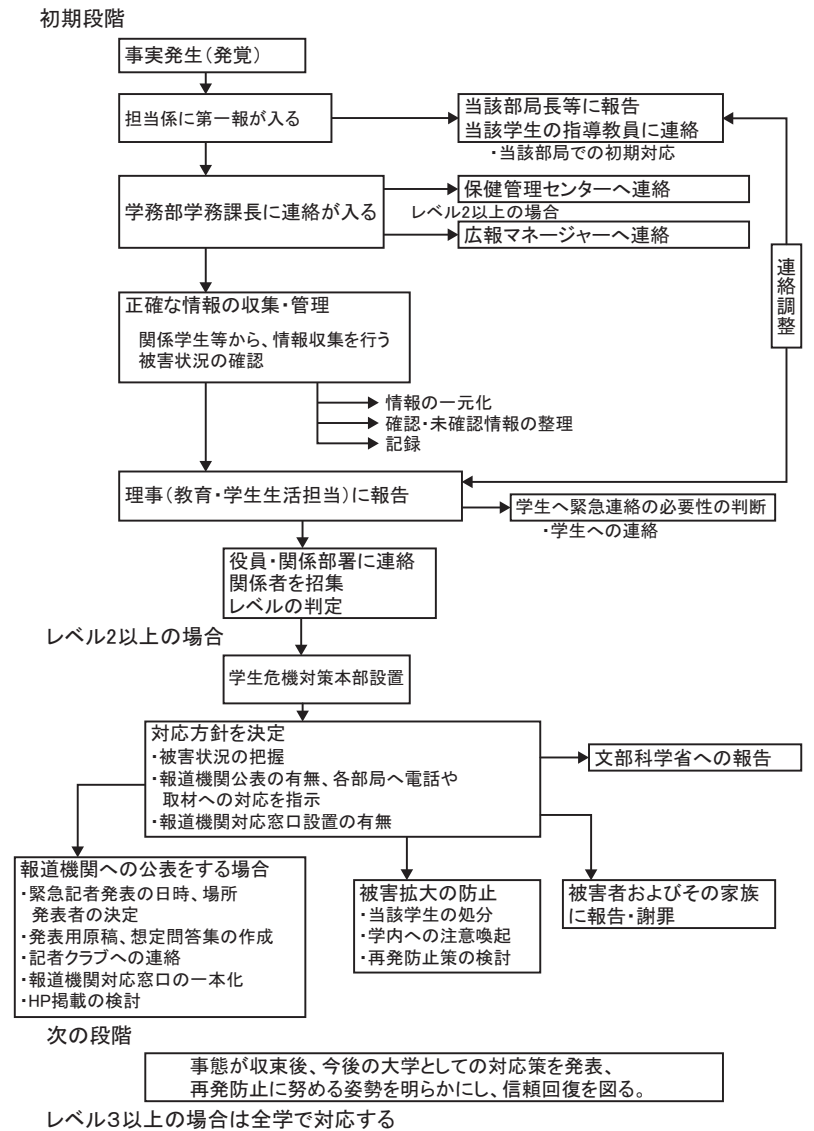 初期段階
事実発生（発覚）
担当係に第一報が入る
当該部局長等に報告
当該学生の指導教員に連絡
・当該部局での初期対応
学務部学務課長に連絡が入る
保健管理センターへ連絡
レベル2以上の場合
広報マネージャーへ連絡
連絡調整
正確な情報の収集・管理
関係学生等から、情報収集を行う
被害状況の確認
情報の一元化
確認・未確認情報の整理
記録
理事（教育・学生生活担当）に報告
学生へ緊急連絡の必要性の判断
・学生への連絡
役員・関係部署に連絡
関係者を招集
レベルの判定
レベル2以上の場合
学生危機対策本部設置
対応方針を決定
・被害状況の把握
・報道機関公表の有無、各部局へ電話や
取材への対応を指示
・報道機関対応窓口設置の有無
文部科学省への報告
報道機関への公表をする場合
・緊急記者発表の日時、場所
発表者の決定
・発表用原稿、想定問答集の作成
・記者クラブへの連絡
・報道機関対応窓口の一本化
・HP掲載の検討
被害拡大の防止
・当該学生の処分
・学内への注意喚起
・再発防止策の検討
被害者およびその家族
に報告・謝罪
次の段階
事態が収束後、今後の大学としての対応策を発表、
再発防止に努める姿勢を明らかにし、信頼回復を図る。
レベル３以上の場合は全学で対応する